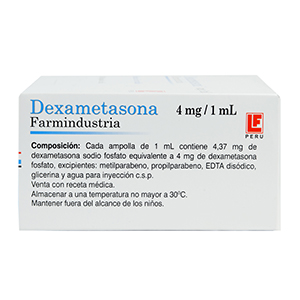 Dexametasona 4 mg / 1 mL
Farmindustria
LF
PERU
Composición: Cada ampolla de 1 mL contiene 4,37 mg de
dexametasona sodio fosfato equivalente a 4 mg de dexametasona
fosfato, excipientes: metilparabeno, propilparabeno, EDTA disódico,
glicerina y agua para inyección c.s.p.
Venta con receta médica.
Almacenar a una temperatura no mayor a 30°C.
Mantener fuera del alcance de los niños.